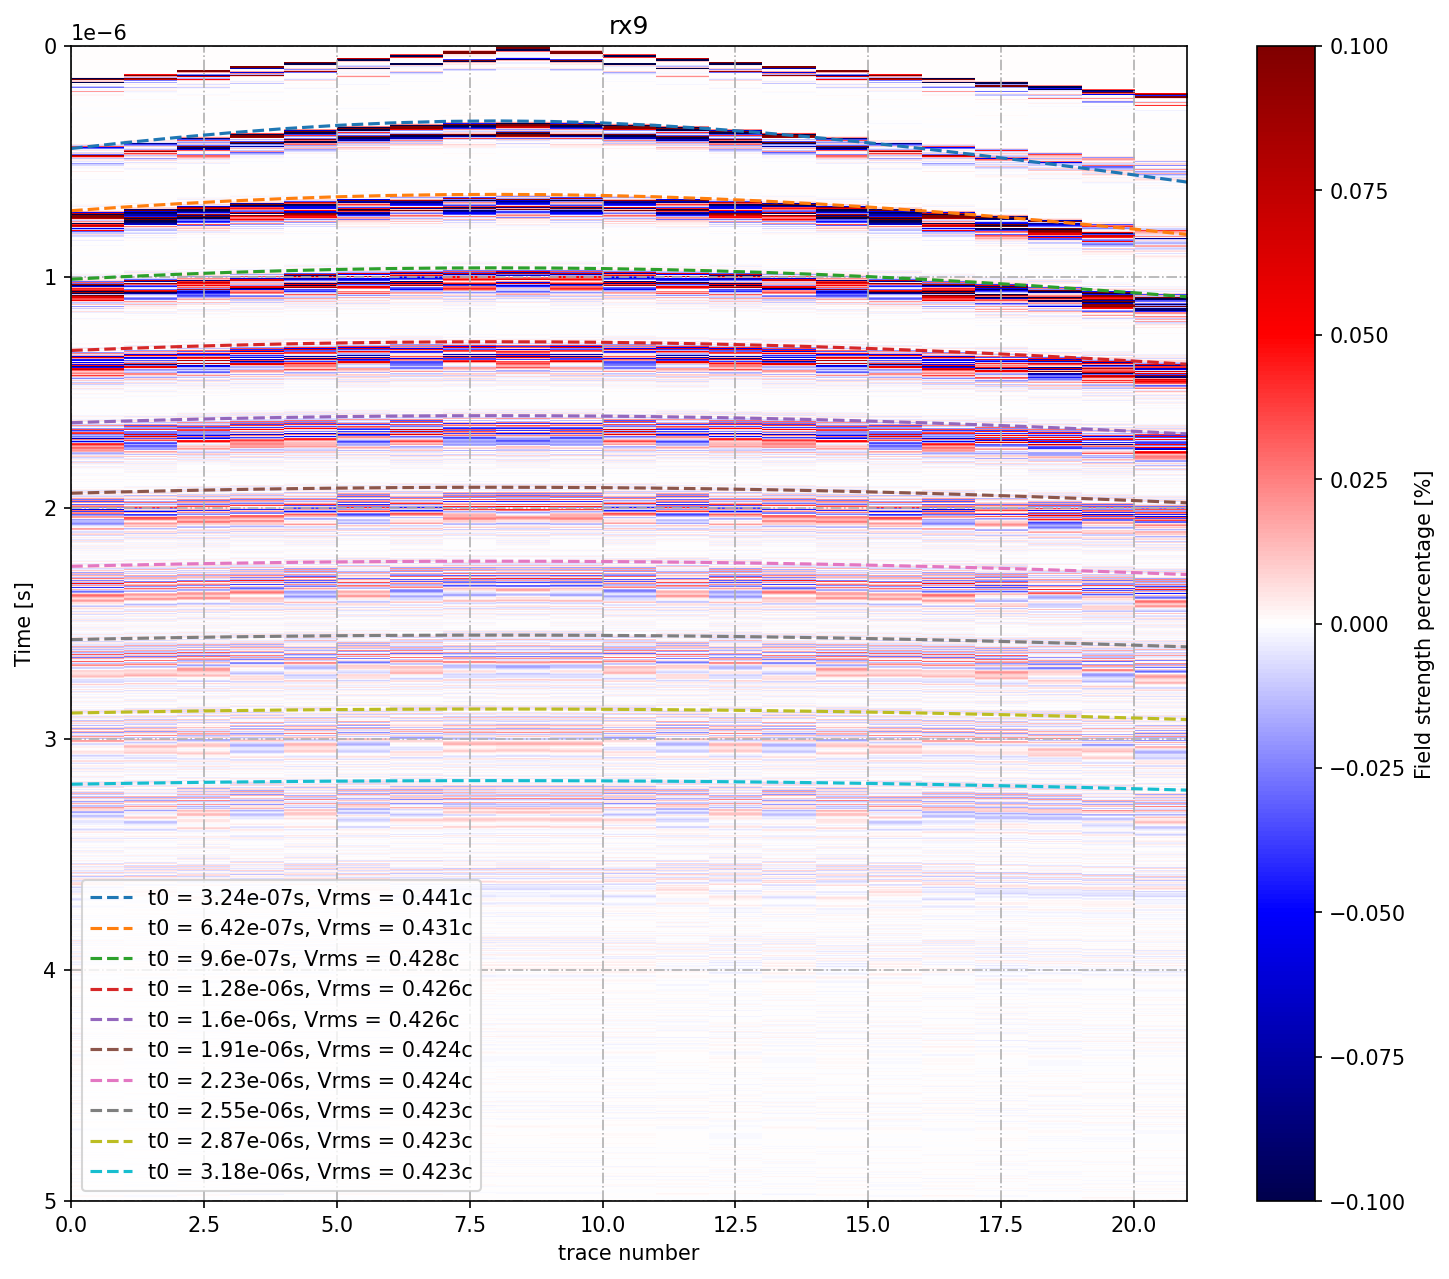 rx9
1e−6
0
1
2
3
4
5
Time [s]
0.0 2.5 5.0 7.5 10.0 12.5 15.0 17.5 20.0
trace number
t0 = 3.24e-07s, Vrms = 0.441c
t0 = 6.42e-07s, Vrms = 0.431c
t0 = 9.6e-07s, Vrms = 0.428c
t0 = 1.28e-06s, Vrms = 0.426c
t0 = 1.6e-06s, Vrms = 0.426c
t0 = 1.91e-06s, Vrms = 0.424c
t0 = 2.23e-06s, Vrms = 0.424c
t0 = 2.55e-06s, Vrms = 0.423c
t0 = 2.87e-06s, Vrms = 0.423c
t0 = 3.18e-06s, Vrms = 0.423c
0.100
0.075
0.050
0.025
0.000
−0.025
−0.050
−0.075
−0.100
Field strength percentage [%]